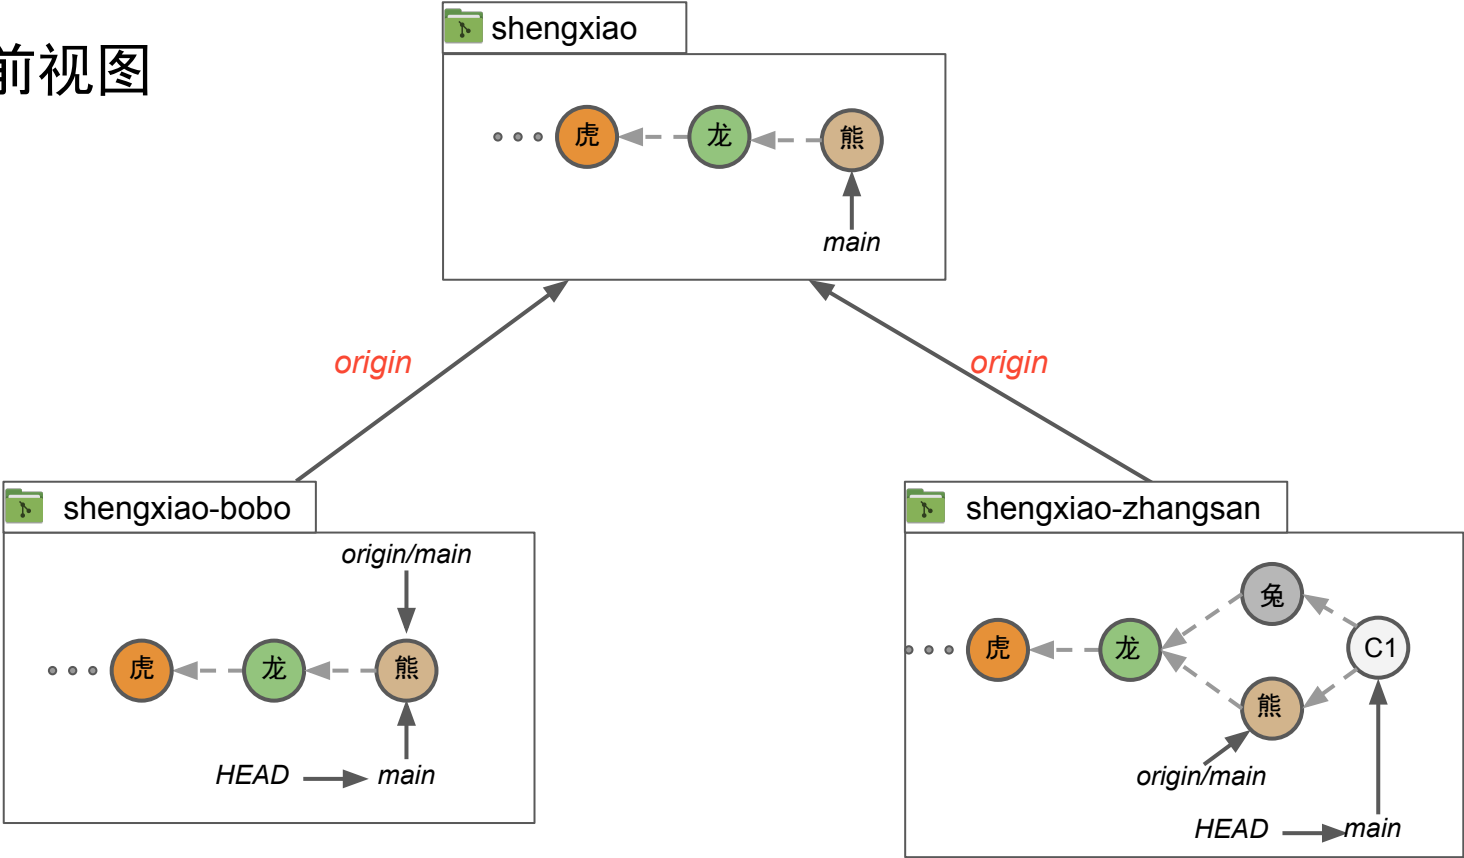 前视图
shengxiao
虎
龙
熊
main
origin
origin
shengxiao-bobo
origin/main
虎
龙
熊
HEAD
main
shengxiao-zhangsan
兔
虎
龙
C1
熊
origin/main
HEAD
main